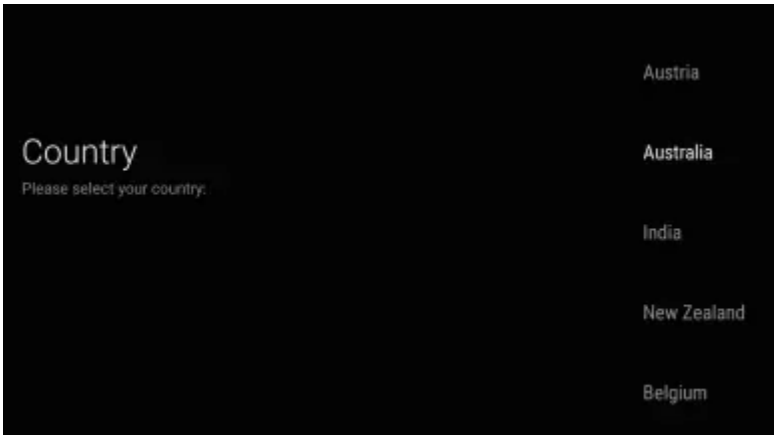 Country
Please select your country:
Austria
Australia
India
New Zealand
Belgium